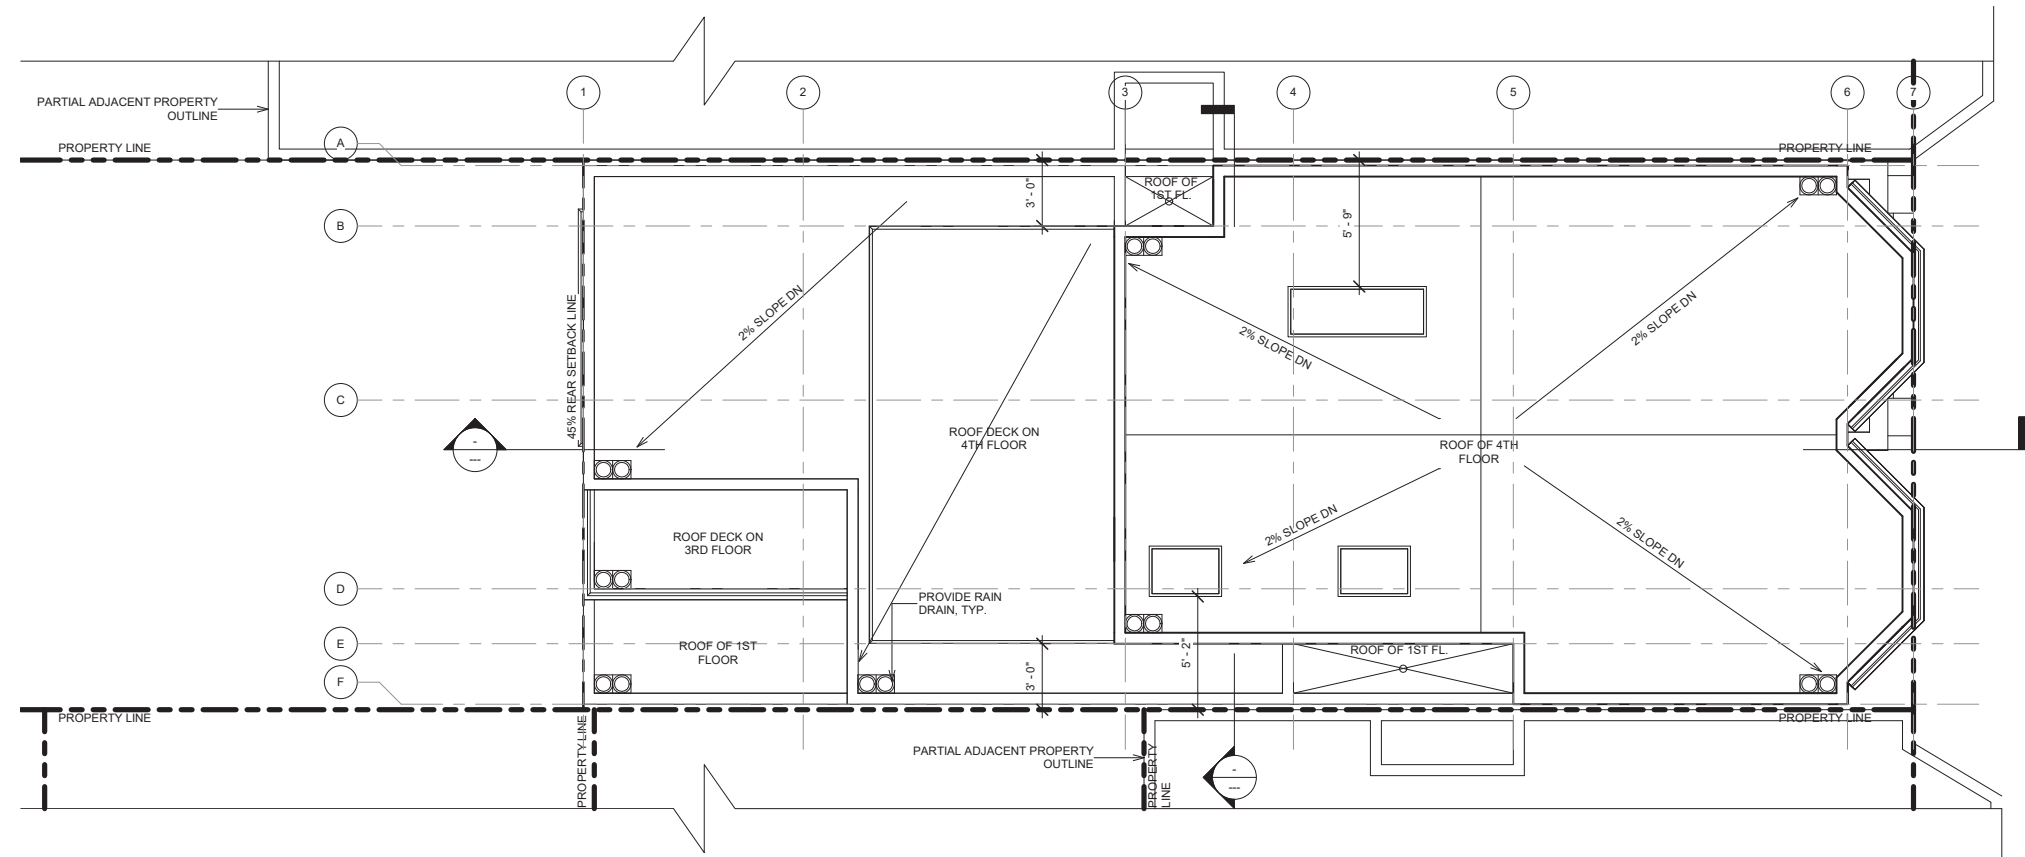 1
2
3
4
5
6
7
PARTIAL ADJACENT PROPERTY
OUTLINE
A
PROPERTY LINE
PROPERTY LINE
ROOF OF
1ST FL.
3' - 0"
B
5' - 9"
2% SLOPE DN
2% SLOPE DN
2% SLOPE DN
45% REAR SETBACK LINE
C
-
---
ROOF DECK ON
4TH FLOOR
ROOF OF 4TH
FLOOR
ROOF DECK ON
3RD FLOOR
2% SLOPE DN
2% SLOPE DN
D
PROVIDE RAIN
DRAIN, TYP.
E
ROOF OF 1ST
FLOOR
5' - 2"
ROOF OF 1ST FL.
F
3' - 0"
PROPERTY LINE
PROPERTY LINE
PROPERTY LINE
PARTIAL ADJACENT PROPERTY
OUTLINE
PROPERTY
LINE
-
---